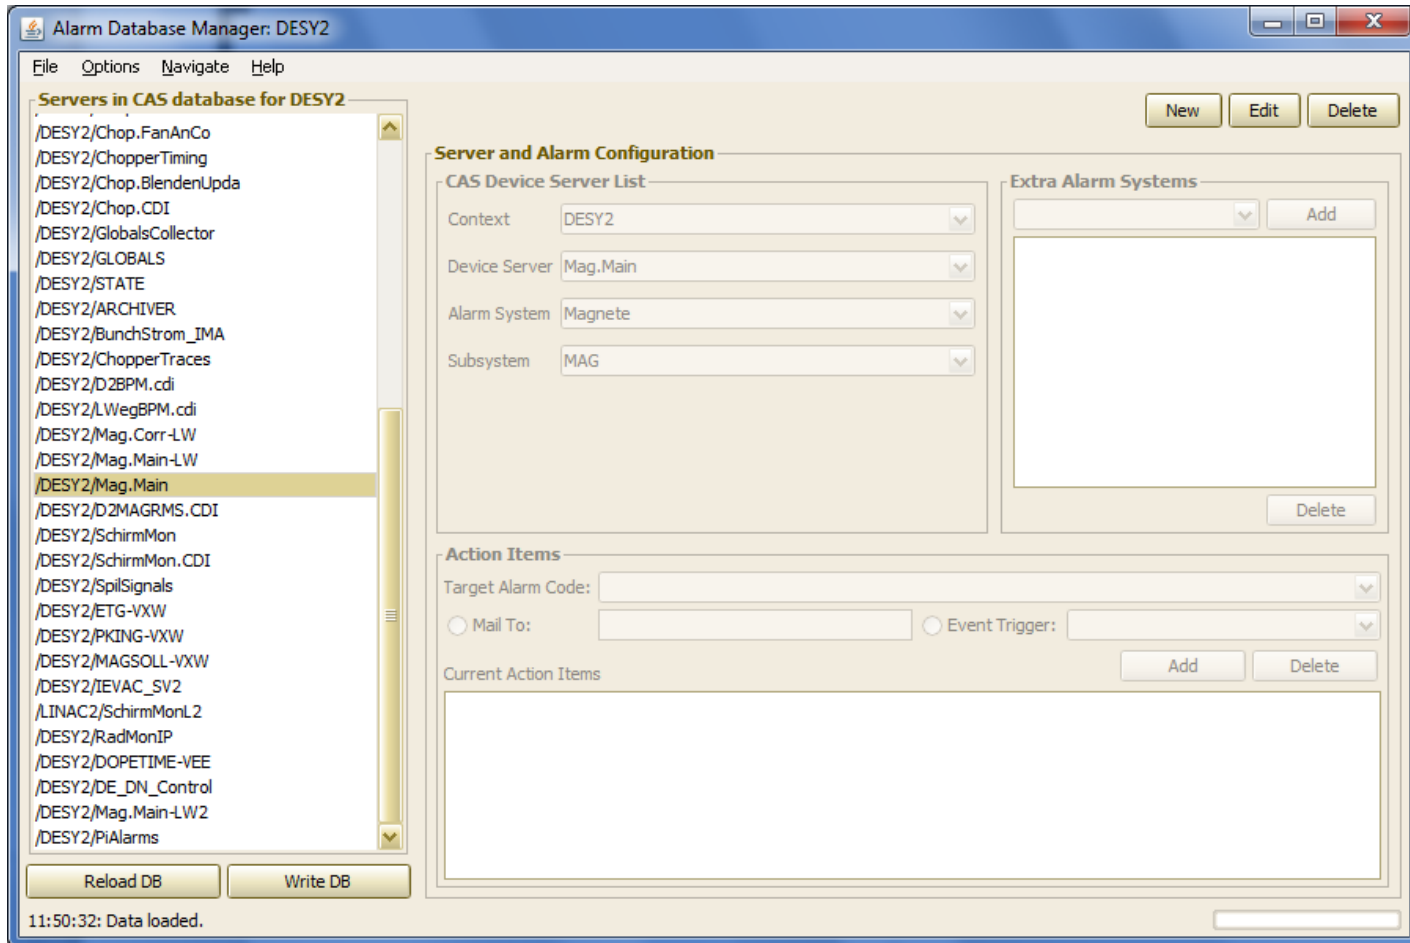 Alarm Database Manager: DESY2
File Options Navigate Help
Servers in CAS database for DESY2
/DESY2/Chop.FanAnCo
/DESY2/ChopperTiming
/DESY2/Chop.BlendenUpda
/DESY2/Chop.CDI
/DESY2/GlobalsCollector
/DESY2/GLOBALS
/DESY2/STATE
/DESY2/ARCHIVER
/DESY2/BunchStrom_IMA
/DESY2/ChopperTraces
/DESY2/D2BPM.cdi
/DESY2/LWegBPM.cdi
/DESY2/Mag.Corr-LW
/DESY2/Mag.Main-LW
/DESY2/Mag.Main
/DESY2/D2MAGRMS.CDI
/DESY2/SchirmMon
/DESY2/SchirmMon.CDI
/DESY2/SpilSignals
/DESY2/ETG-VXW
/DESY2/PKING-VXW
/DESY2/MAGSOLL-VXW
/DESY2/IEVAC_SV2
/LINAC2/SchirmMonL2
/DESY2/RadMonIP
/DESY2/DOPETIME-VEE
/DESY2/DE_DN_Control
/DESY2/Mag.Main-LW2
/DESY2/PiAlarms
Reload DB Write DB
11:50:32: Data loaded.
New Edit Delete
Server and Alarm Configuration
CAS Device Server List
Context DESY2
Device Server Mag.Main
Alarm System Magnete
Subsystem MAG
Extra Alarm Systems
Add
Delete
Action Items
Target Alarm Code:
Mail To: Event Trigger:
Add Delete
Current Action Items